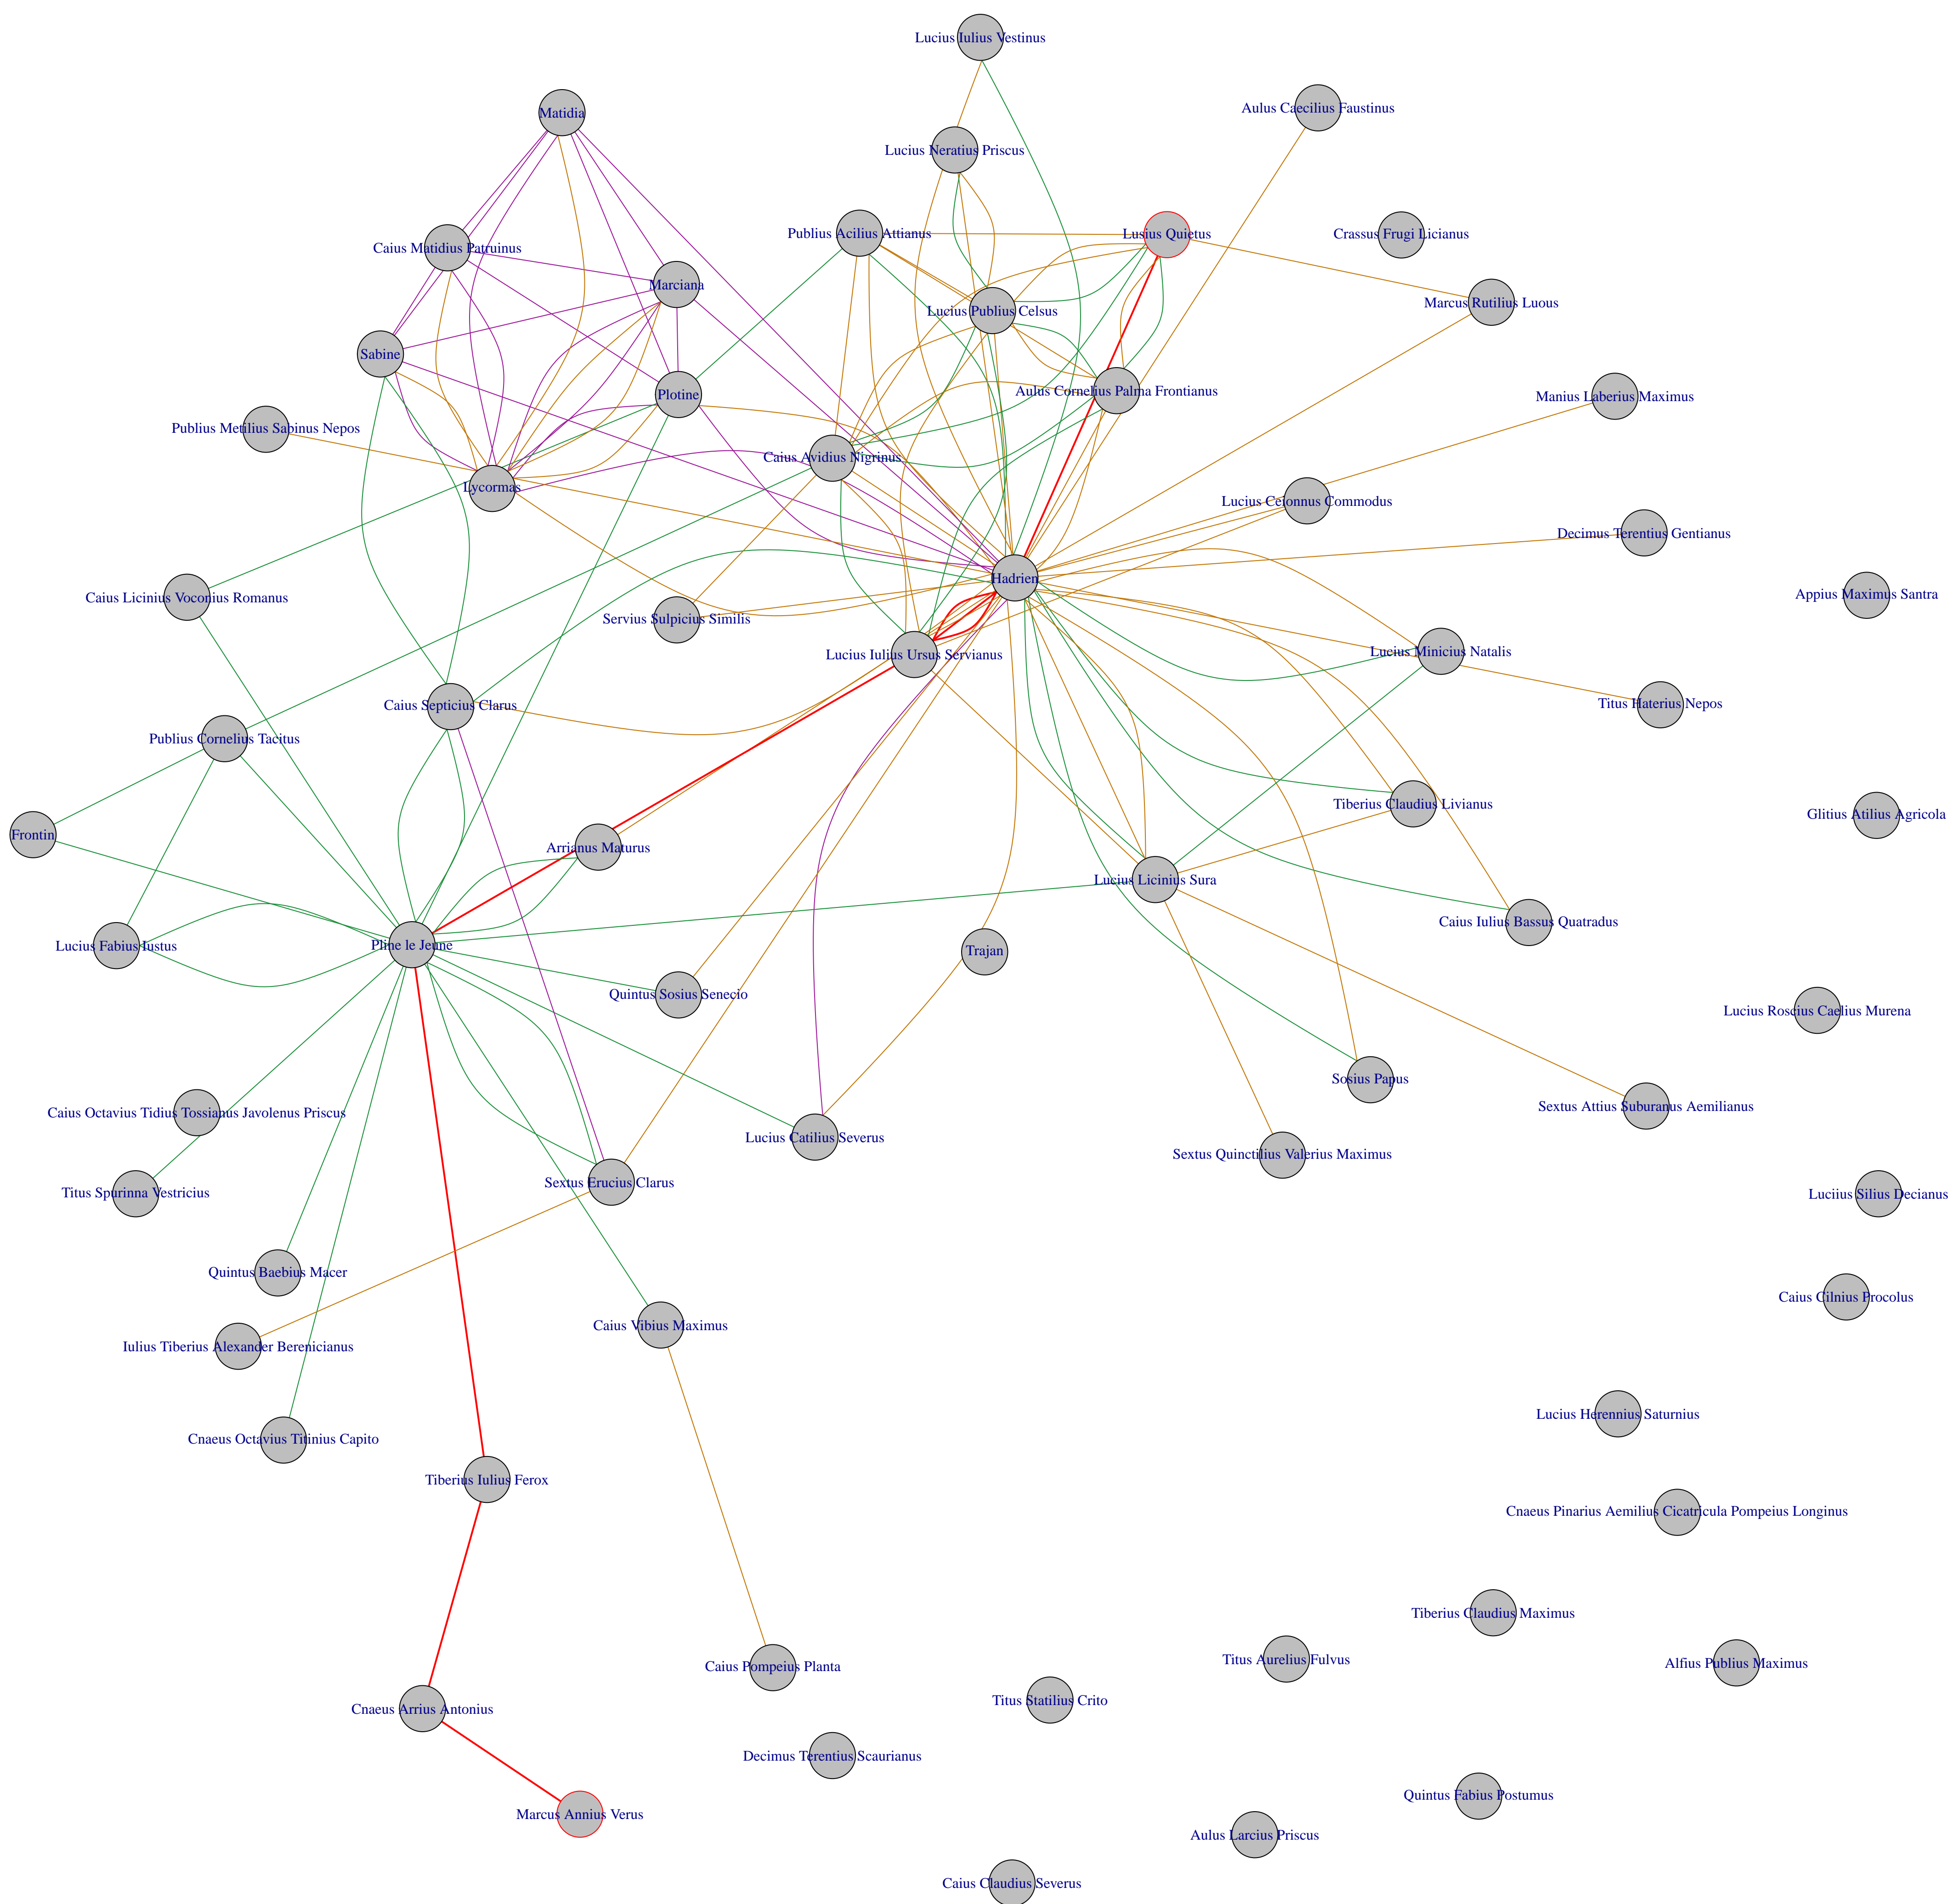 Lucius Iulius Vestinus
Aulus Caecilius Faustinus
Matidia
Lucius Neratius Priscus
Publius Acilius Attianus
Lusius Quietus
Crassus Frugi Licianus
Caius Matidius Patruinus
Marciana
Marcus Rutilius Luous
Lucius Publius Celsus
Sabine
Plotine
Aulus Cornelius Palma Frontianus
Manius Laberius Maximus
Publius Metilius Sabinus Nepos
Caius Avidius Nigrinus
Lycormas
Lucius Ceionnus Commodus
Decimus Terentius Gentianus
Hadrien
Caius Licinius Voconius Romanus
Appius Maximus Santra
Servius Sulpicius Similis
Lucius Iulius Ursus Servianus
Lucius Minicius Natalis
Caius Septicius Clarus
Titus Haterius Nepos
Publius Cornelius Tacitus
Tiberius Claudius Livianus
Glitius Atilius Agricola
Frontin
Arrianus Maturus
Lucius Licinius Sura
Caius Iulius Bassus Quatradus
Lucius Fabius Iustus
Pline le Jeune
Trajan
Quintus Sosius Senecio
Lucius Roscius Caelius Murena
Sosius Papus
Sextus Attius Suburanus Aemilianus
Caius Octavius Tidius Tossianus Javolenus Priscus
Lucius Catilius Severus
Sextus Quinctilius Valerius Maximus
Sextus Erucius Clarus
Titus Spurinna Vestricius
Luciius Silius Decianus
Quintus Baebius Macer
Caius Cilnius Procolus
Caius Vibius Maximus
Iulius Tiberius Alexander Berenicianus
Lucius Herennius Saturnius
Cnaeus Octavius Titinius Capito
Tiberius Iulius Ferox
Cnaeus Pinarius Aemilius Cicatricula Pompeius Longinus
Tiberius Claudius Maximus
Titus Aurelius Fulvus
Alfius Publius Maximus
Caius Pompeius Planta
Titus Statilius Crito
Cnaeus Arrius Antonius
Decimus Terentius Scaurianus
Quintus Fabius Postumus
Marcus Annius Verus
Aulus Larcius Priscus
Caius Claudius Severus